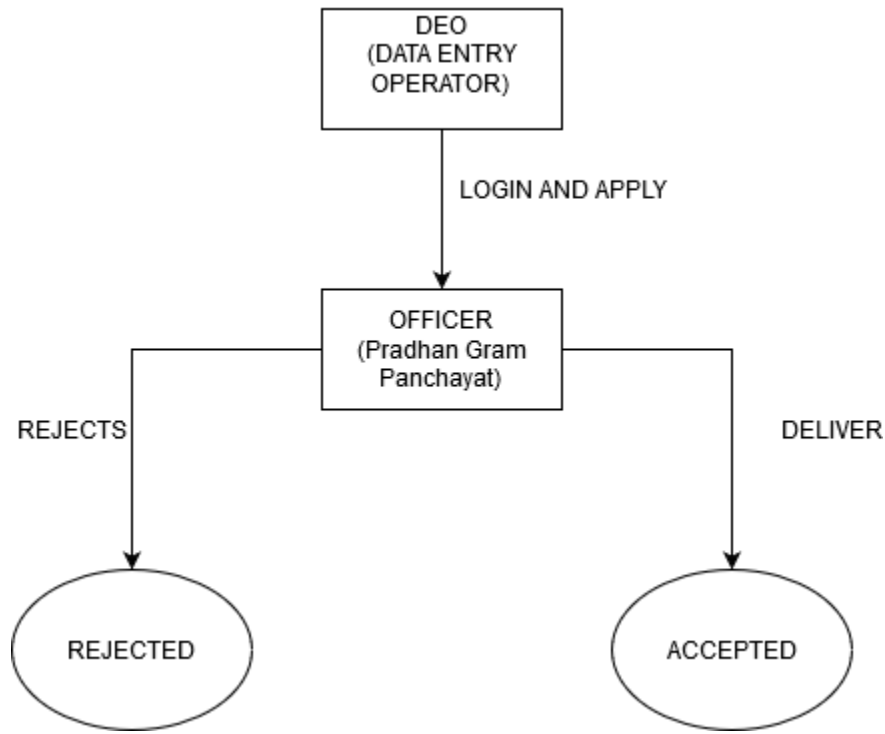 DEO
(DATA ENTRY
OPERATOR)
LOGIN AND APPLY
OFFICER
(Pradhan Gram
Panchayat)
REJECTS
DELIVER
REJECTED
ACCEPTED